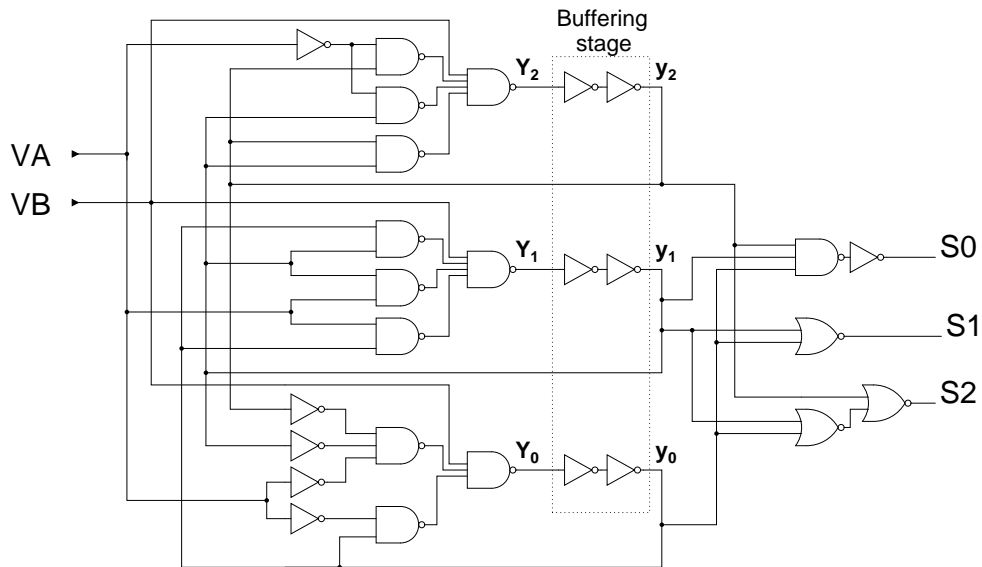 Buffering
stage
Y2
y2
VA
VB
Y1
y1
S0
S1
S2
Y0
y0